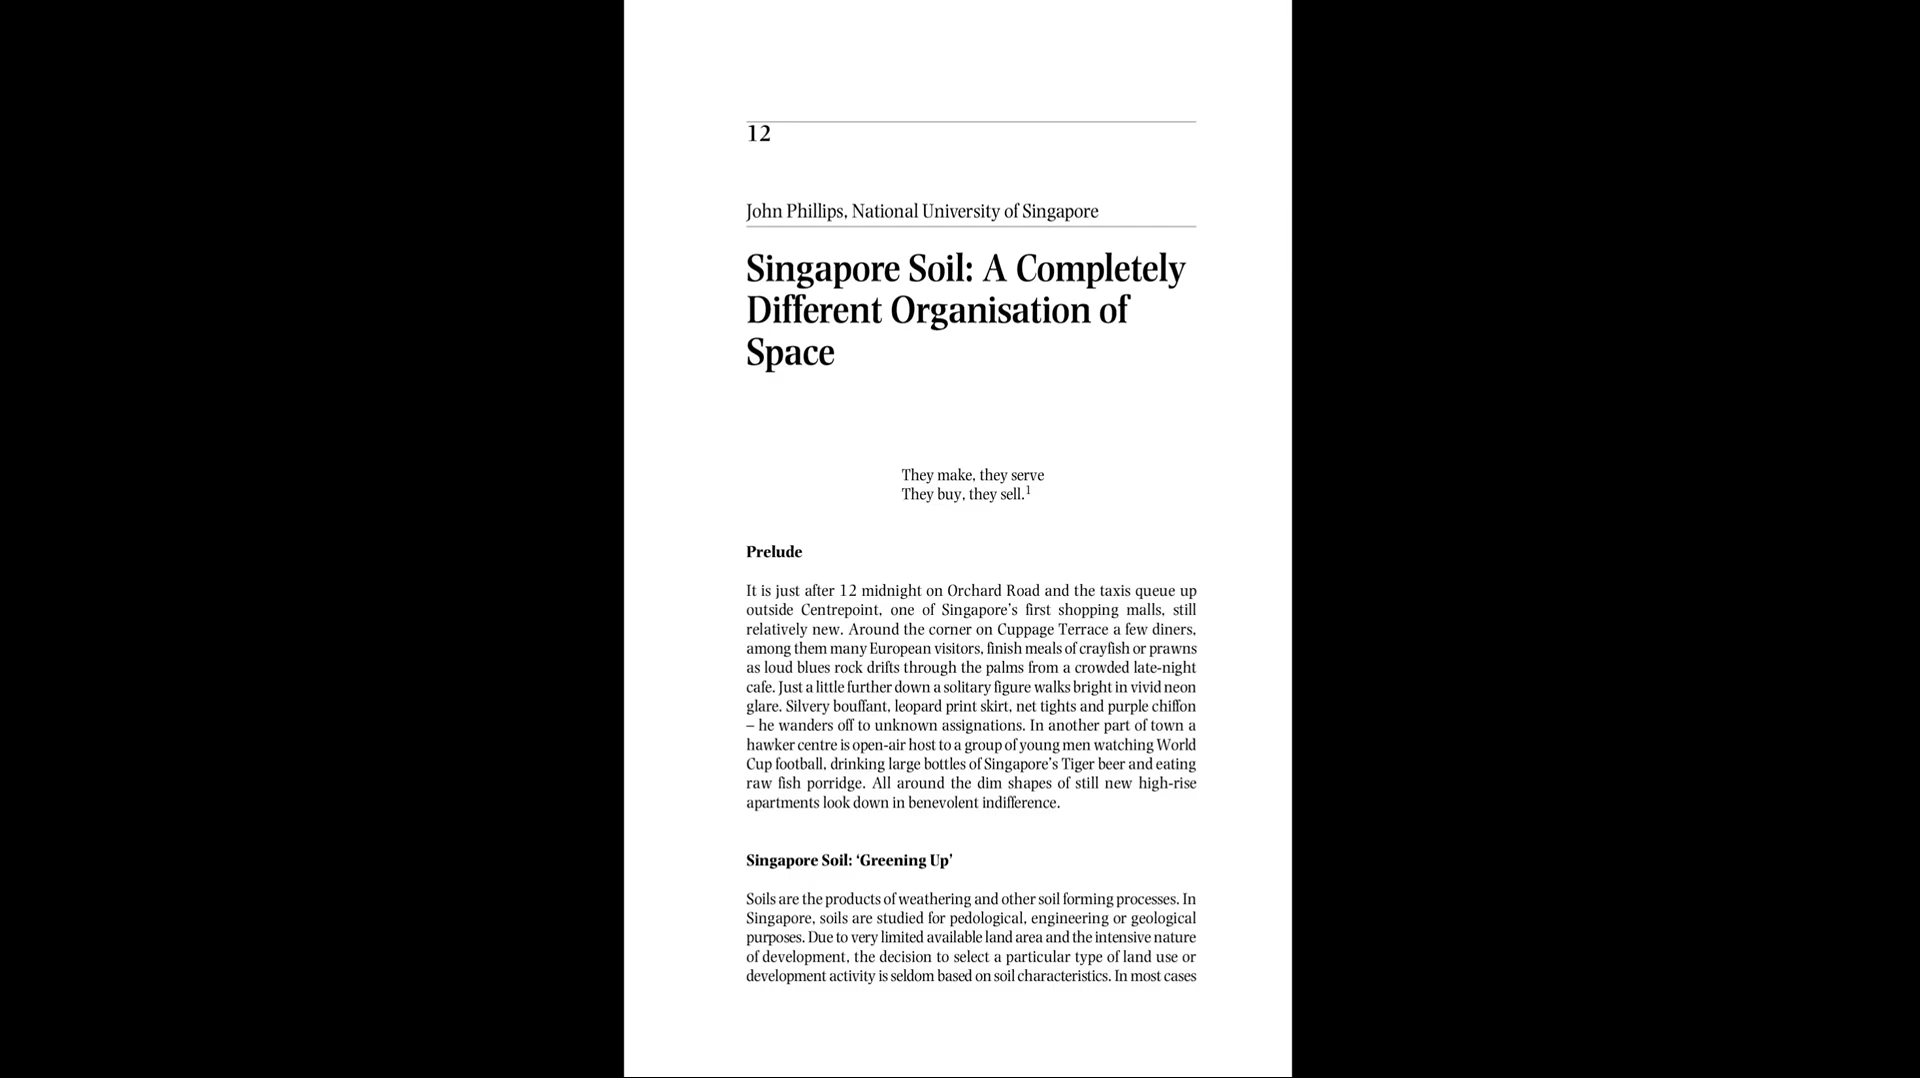 12
John Phillips, National University of Singapore
Singapore Soil: A Completely
Different Organisation of
Space
They make, they serve
They buy, they sell.1
Prelude
It is just after 12 midnight on Orchard Road and the taxis queue up
outside Centrepoint, one of Singapore's first shopping malls, still
relatively new. Around the corner on Cuppage Terrace a few diners,
among them many European visitors, finish meals of crayfish or prawns
as loud blues rock drifts through the palms from a crowded late-night
cafe. Just a little further down a solitary figure walks bright in vivid neon
glare. Silvery bouffant, leopard print skirt, net tights and purple chiffon
– he wanders off to unknown assignations. In another part of town a
hawker centre is open-air host to a group of young men watching World
Cup football, drinking large bottles of Singapore's Tiger beer and eating
raw fish porridge. All around the dim shapes of still new high-rise
apartments look down in benevolent indifference.
Singapore Soil: ‘Greening Up’
Soils are the products of weathering and other soil forming processes. In
Singapore, soils are studied for pedological, engineering or geological
purposes. Due to very limited available land area and the intensive nature
of development, the decision to select a particular type of land use or
development activity is seldom based on soil characteristics. In most cases